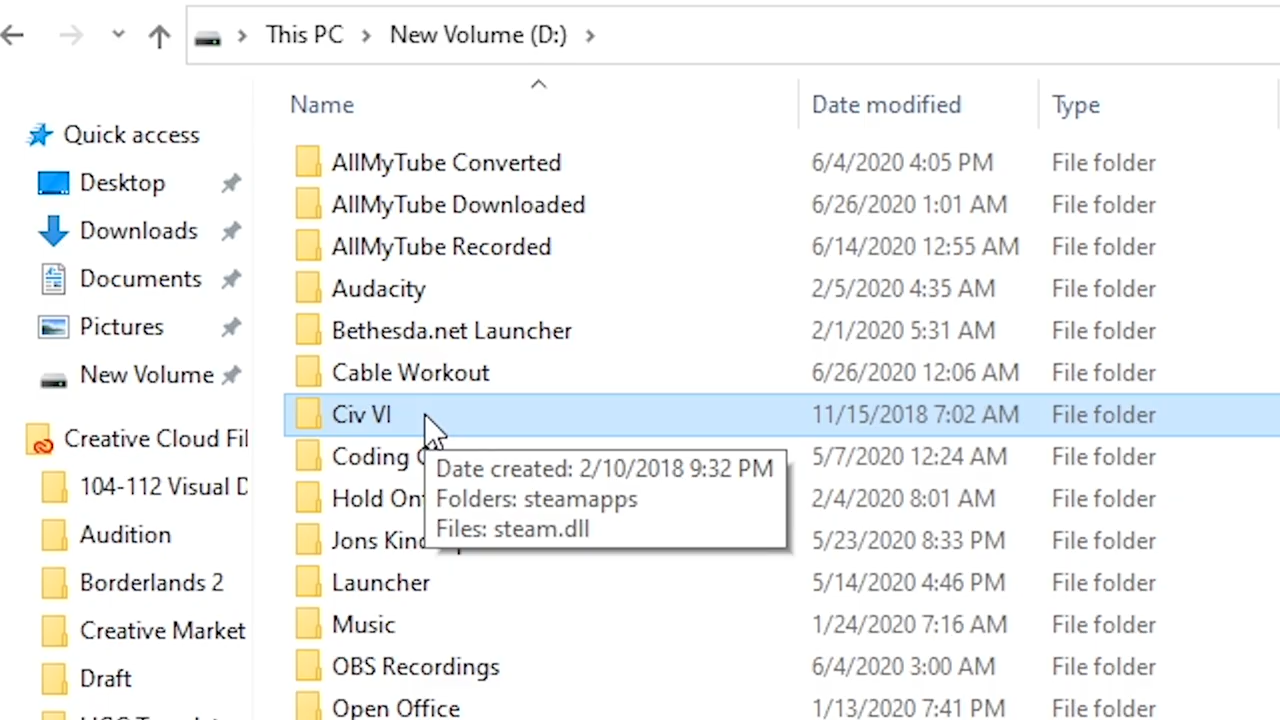 This PC > New Volume (D:) >
Name Date modified Type
Quick access
Desktop
Downloads
Documents
Pictures
New Volume
Creative Cloud Fil
104-112 Visual D
Audition
Borderlands 2
Creative Market
Draft
AllMyTube Converted 6/4/2020 4:05 PM File folder
AllMyTube Downloaded 6/26/2020 1:01 AM File folder
AllMyTube Recorded 6/14/2020 12:55 AM File folder
Audacity 2/5/2020 4:35 AM File folder
Bethesda.net Launcher 2/1/2020 5:31 AM File folder
Cable Workout 6/26/2020 12:06 AM File folder
Civ VI 11/15/2018 7:02 AM File folder
Coding 5/7/2020 12:24 AM File folder
Hold On 2/4/2020 8:01 AM File folder
Jons 5/23/2020 8:33 PM File folder
Launcher 5/14/2020 4:46 PM File folder
Music 1/24/2020 7:16 AM File folder
OBS Recordings 6/4/2020 3:00 AM File folder
Open Office 1/13/2020 7:41 PM File folder
Date created: 2/10/2018 9:32 PM
Folders: steamapps
Files: steam.dll